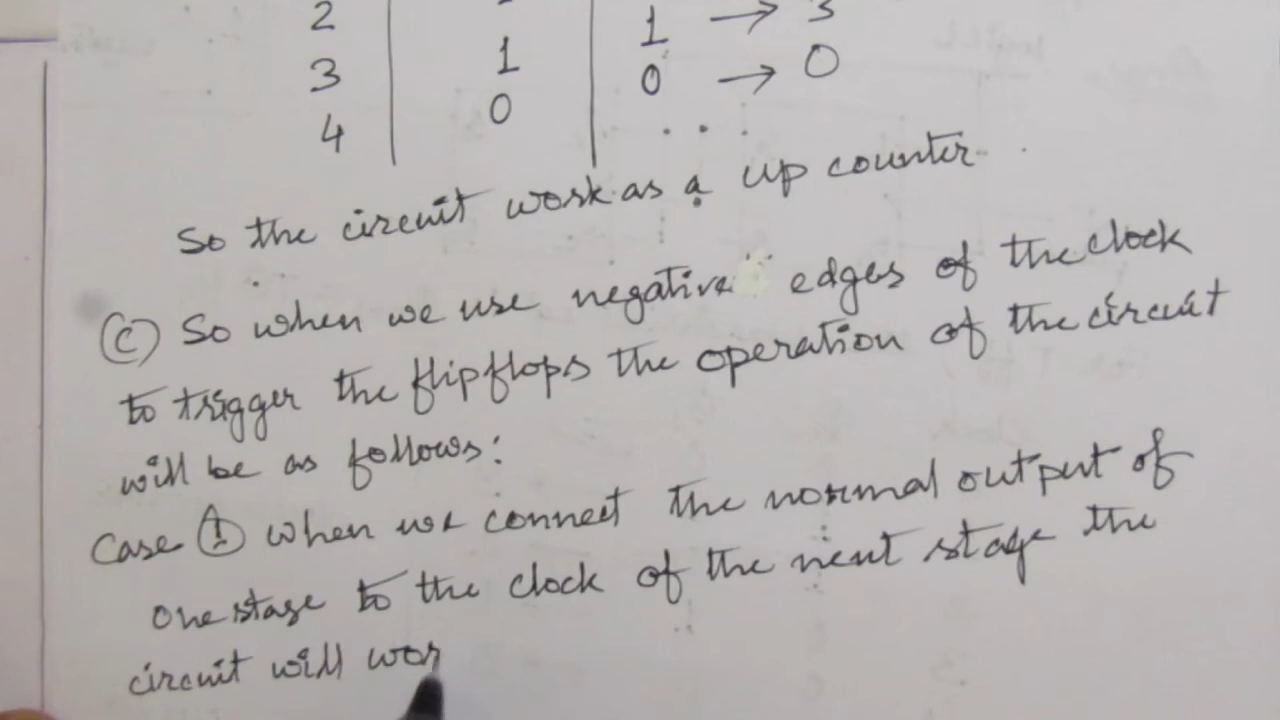 2 1 → 3
3 1 0 → 0
4 0 . . .
So the circuit work as a up counter
(C) So when we use negative edges of the clock
to trigger the flipflops the operation of the circuit
will be as follows:
Case ① when we connect the normal output of
one stage to the clock of the next stage the
circuit will wor